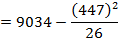 = 9034 − (447)² / 26